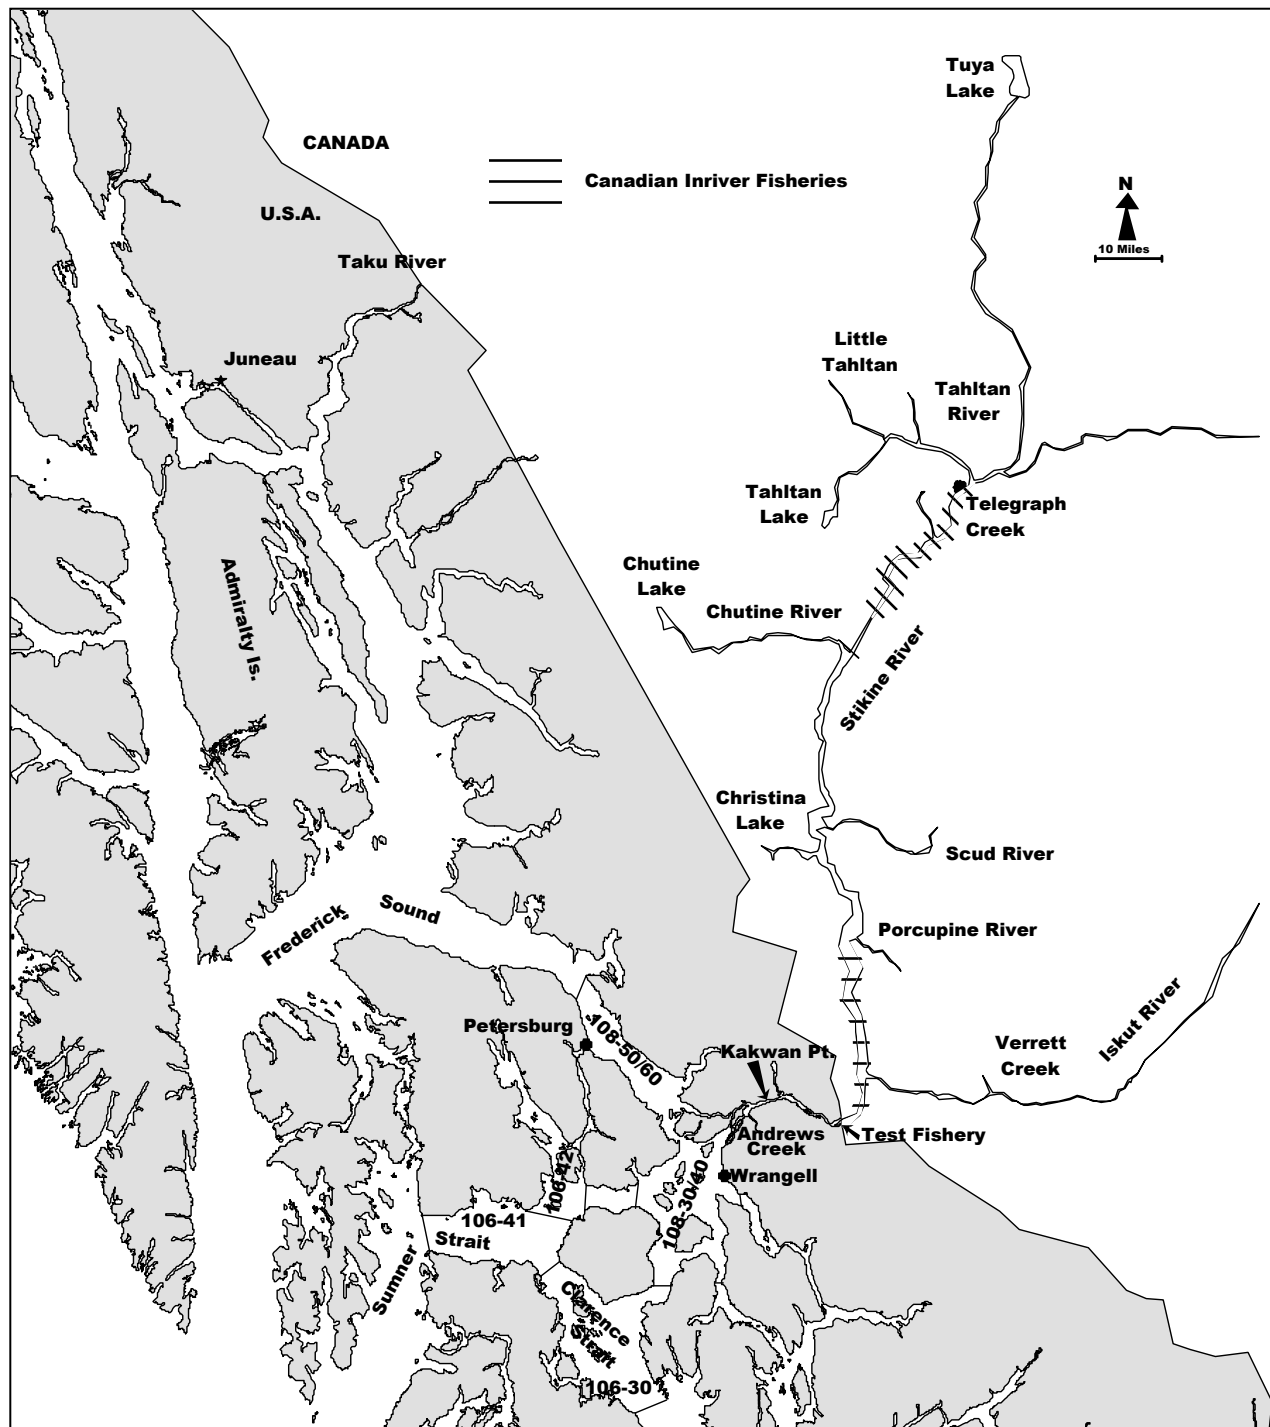 Tuya
Lake
CANADA
Canadian Inriver Fisheries
N
U.S.A.
10 Miles
Taku River
Little
Tahltan
Juneau
Tahltan
River
Tahltan
Lake
Telegraph
Creek
Chutine
Lake
Chutine River
Admiralty Is.
Stikine River
Christina
Lake
Scud River
Frederick
Sound
Porcupine River
Iskut River
Petersburg
108-50/60
Kakwan Pt.
Verrett
Creek
Andrews
Creek
Test Fishery
106-42
Wrangell
108-30/40
106-41
Strait
Sumner
Clarence
Strait
106-30